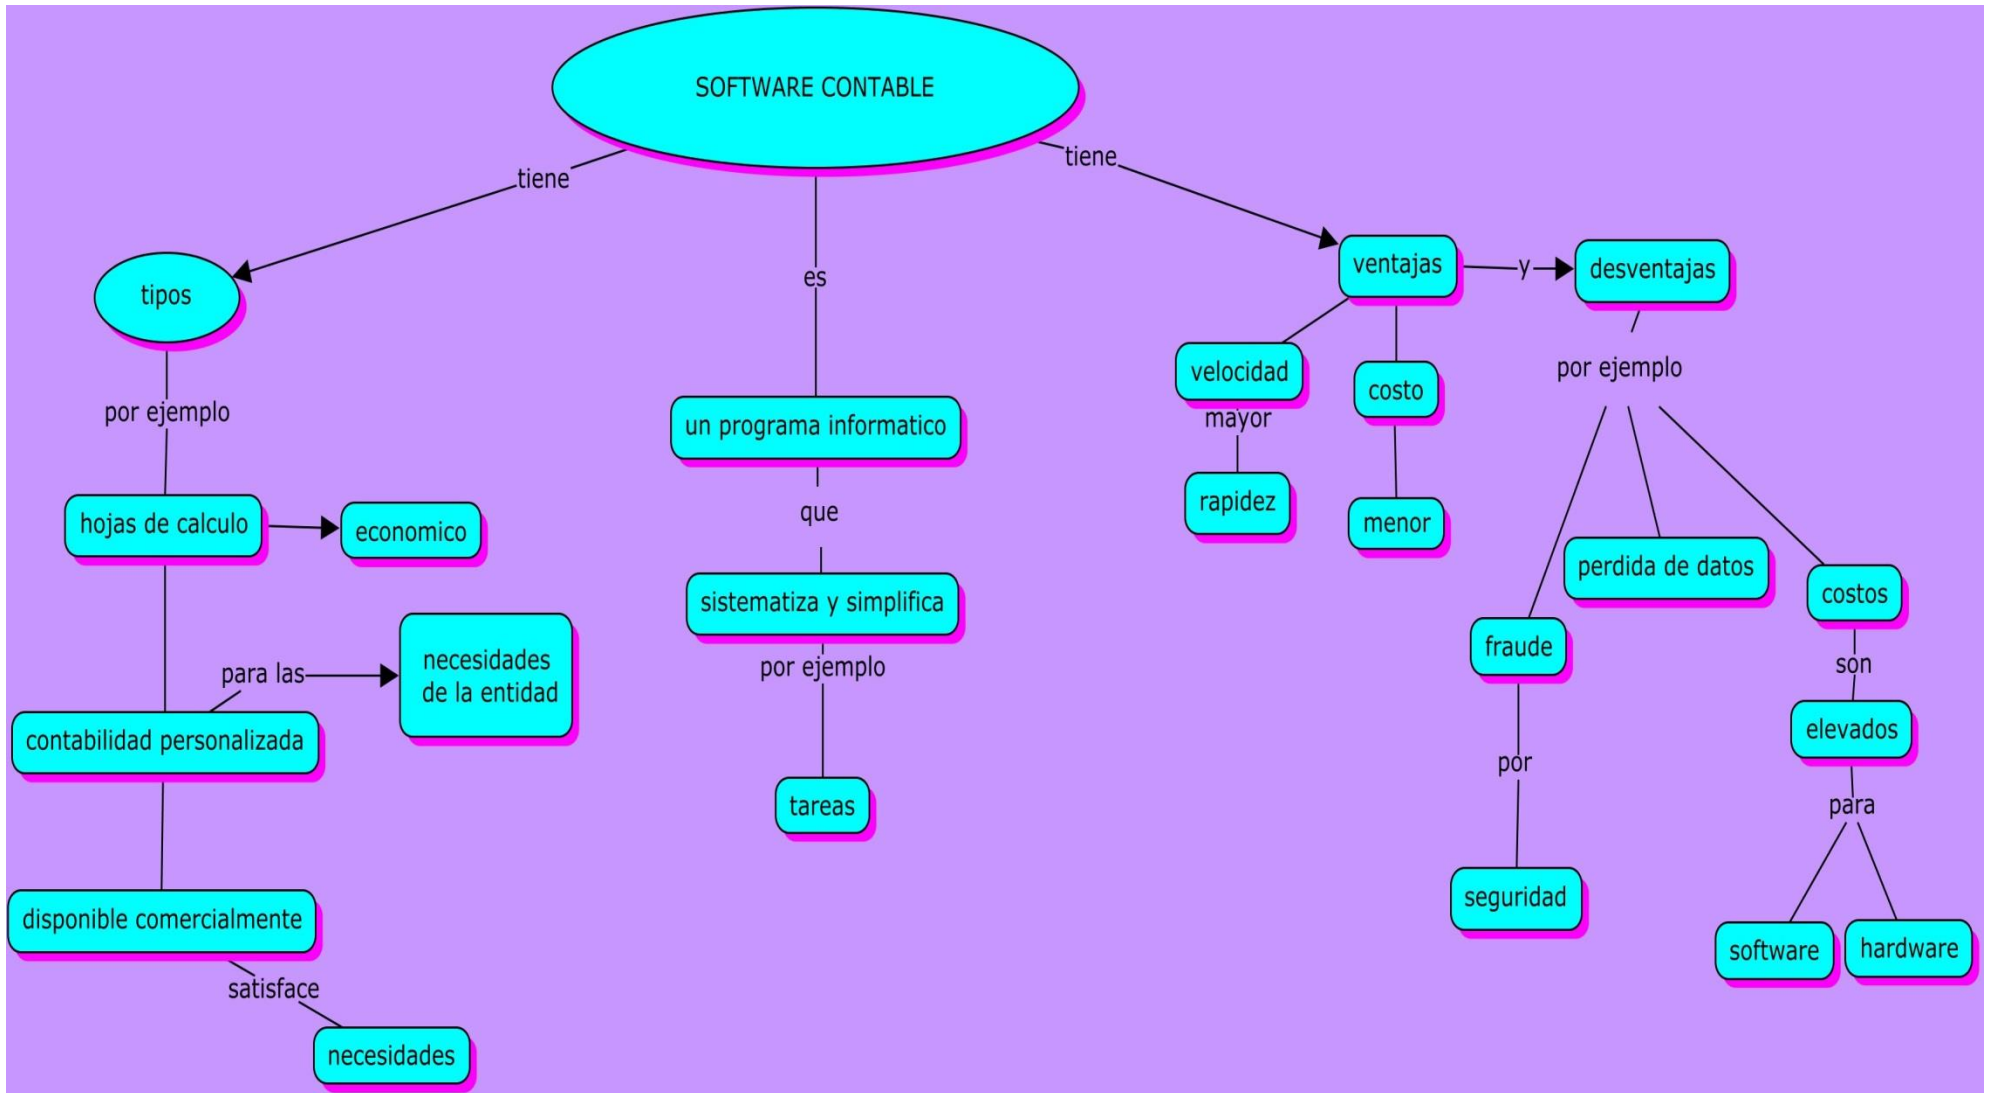 SOFTWARE CONTABLE
tiene
tipos
por ejemplo
hojas de calculo
economico
para las
necesidades
de la entidad
contabilidad personalizada
disponible comercialmente
satisface
necesidades
es
un programa informatico
que
sistematiza y simplifica
por ejemplo
tareas
tiene
ventajas
y
desventajas
velocidad
mayor
rapidez
costo
menor
por ejemplo
fraude
por
seguridad
perdida de datos
costos
son
elevados
para
software
hardware